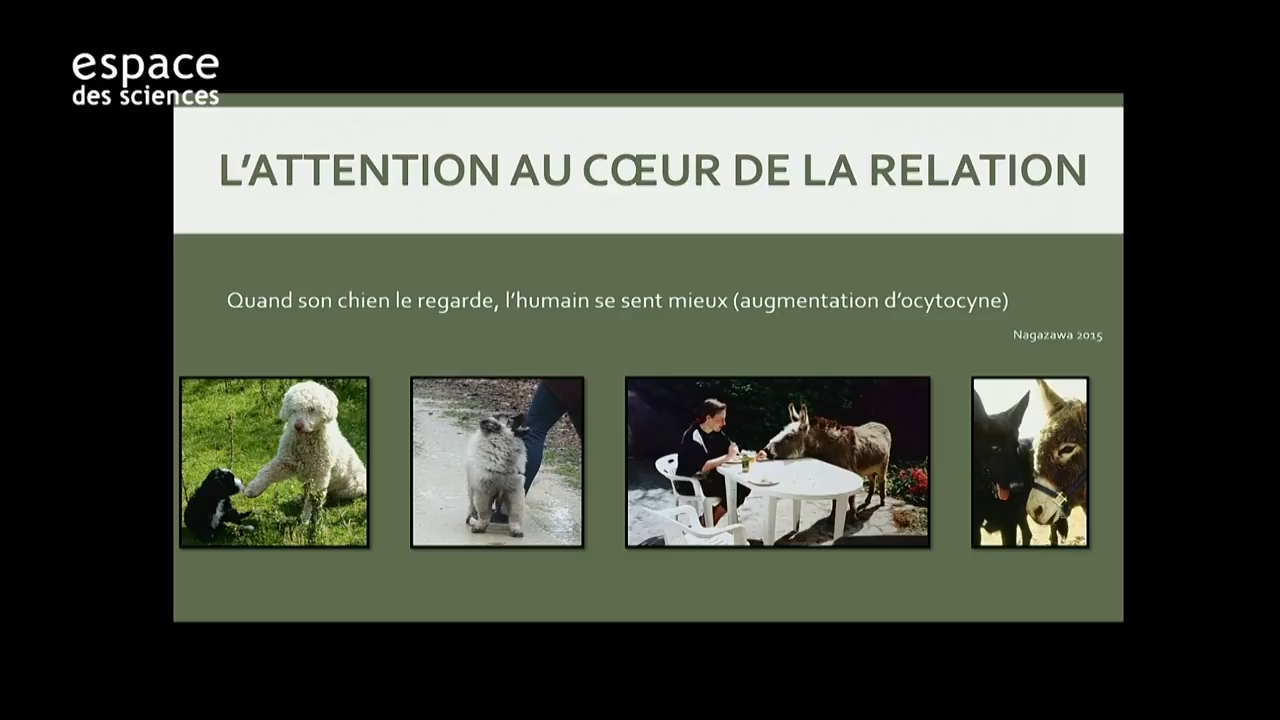 espace
des sciences
L'ATTENTION AU CŒUR DE LA RELATION
Quand son chien le regarde, l'humain se sent mieux (augmentation d'ocytocyne)
Nagazawa 2015